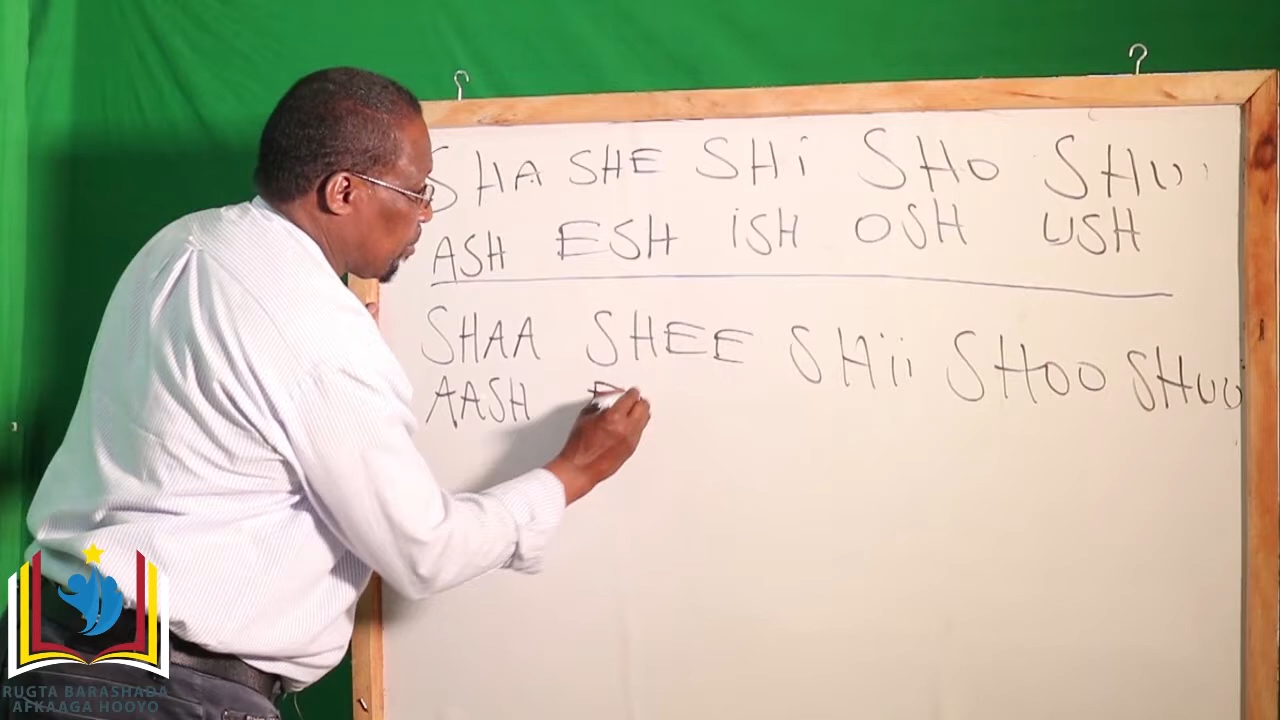 SHA SHE SHi SHO SHU
ASH ESH iSH OSH USH
SHAA SHEE SHii SHOO SHUU
AASH
RUGTA BARASHADA
AFKAAGA HOOYO